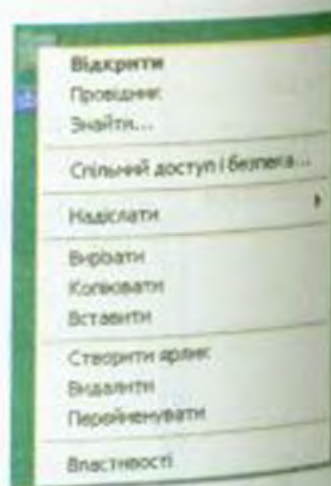 Відкрити
Провідник
Знайти...
Спільний доступ і безпека...
Надіслати
Вирізати
Копіювати
Вставити
Створити ярлик
Видалити
Перейменувати
Властивості